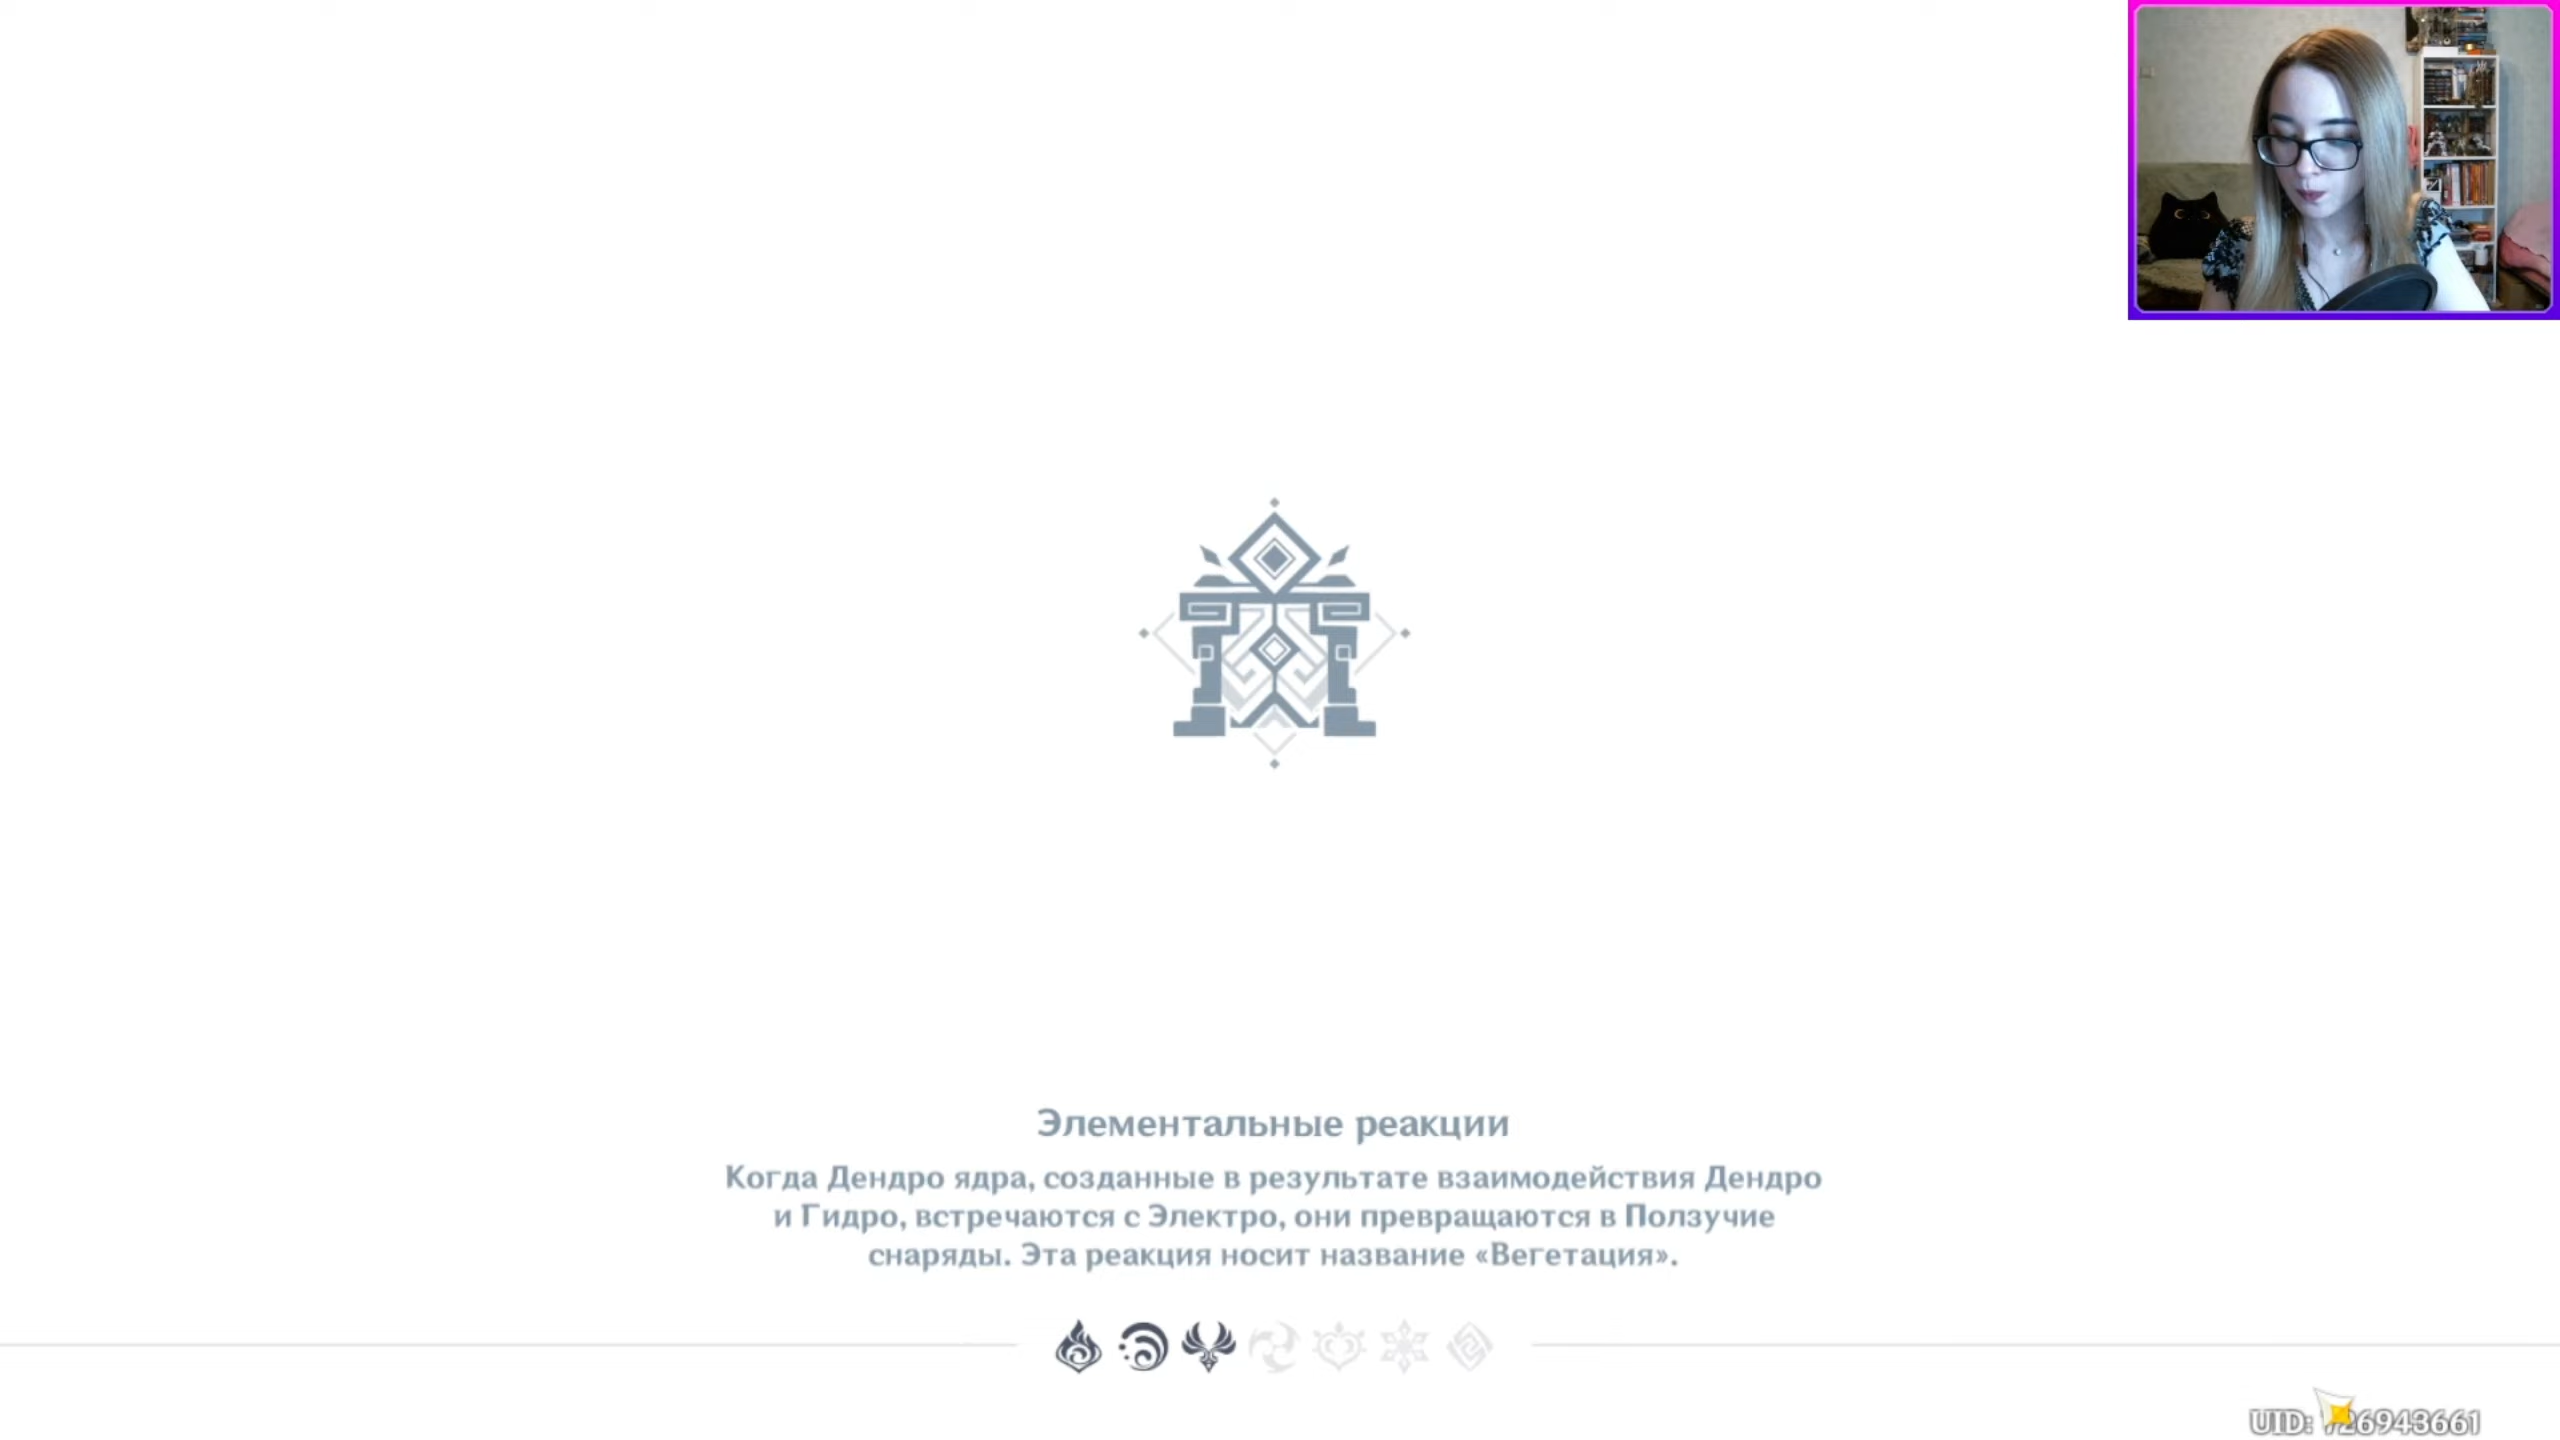 Элементальные реакции
Когда Дендро ядра, созданные в результате взаимодействия Дендро
и Гидро, встречаются с Электро, они превращаются в Ползучие
снаряды. Эта реакция носит название «Вегетация».
UID: